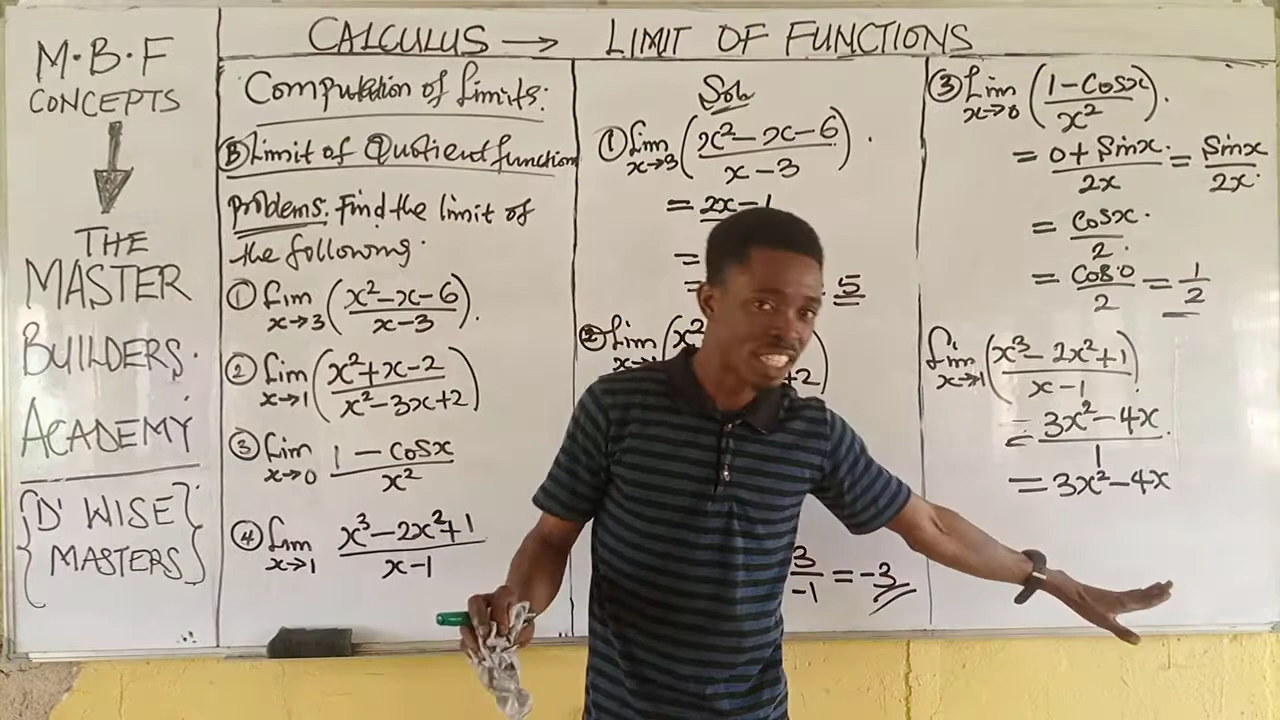 M.B.F
CONCEPTS
THE
MASTER
BUILDERS.
ACADEMY
{D' WISE}
{MASTERS}
CALCULUS → LIMIT OF FUNCTIONS
Computation of Limits:
Ⓑ Limit of Quotient function
Problems. Find the limit of
the following.
① Lim x→3 (x²-x-6 / x-3).
② Lim x→1 (x²+x-2 / x²-3x+2)
③ Lim x→0 1-cosx / x²
④ Lim x→1 x³-2x²+1 / x-1
Soln
① Lim x→3 (x²-x-6 / x-3).
= 2x-1
=
= 5
② Lim (x² +2)
3/-1 = -3
③ Lim x→0 (1-Cosx / x²).
= 0+Sinx / 2x = Sinx / 2x.
= Cosx / 2.
= Cos0 / 2 = 1/2
Lim x→1 (x³-2x²+1 / x-1)
= 3x²-4x / 1
= 3x²-4x